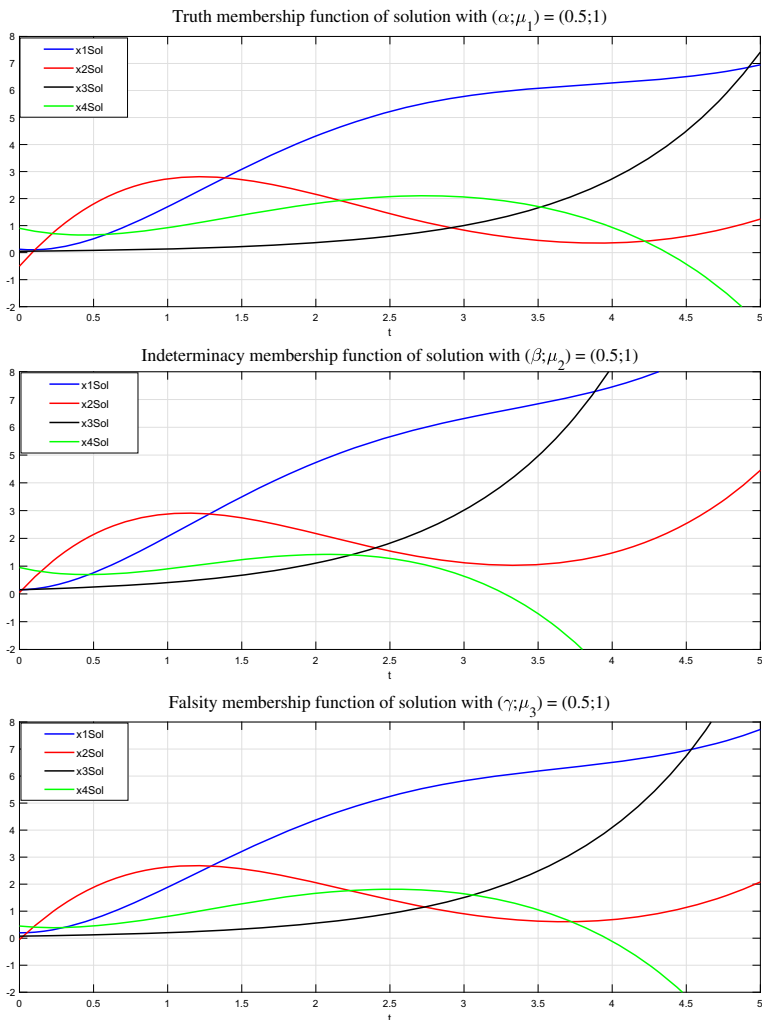 Truth membership function of solution with (α;μ₁) = (0.5;1)
8
x1Sol
7
x2Sol
6
x3Sol
x4Sol
5
4
3
2
1
0
-1
-2
0 0.5 1 1.5 2 2.5 3 3.5 4 4.5 5
t
Indeterminacy membership function of solution with (β;μ₂) = (0.5;1)
8
x1Sol
7
x2Sol
x3Sol
6
x4Sol
5
4
3
2
1
0
-1
-2
0 0.5 1 1.5 2 2.5 3 3.5 4 4.5 5
t
Falsity membership function of solution with (γ;μ₃) = (0.5;1)
8
x1Sol
7
x2Sol
x3Sol
6
x4Sol
5
4
3
2
1
0
-1
-2
0 0.5 1 1.5 2 2.5 3 3.5 4 4.5 5
t